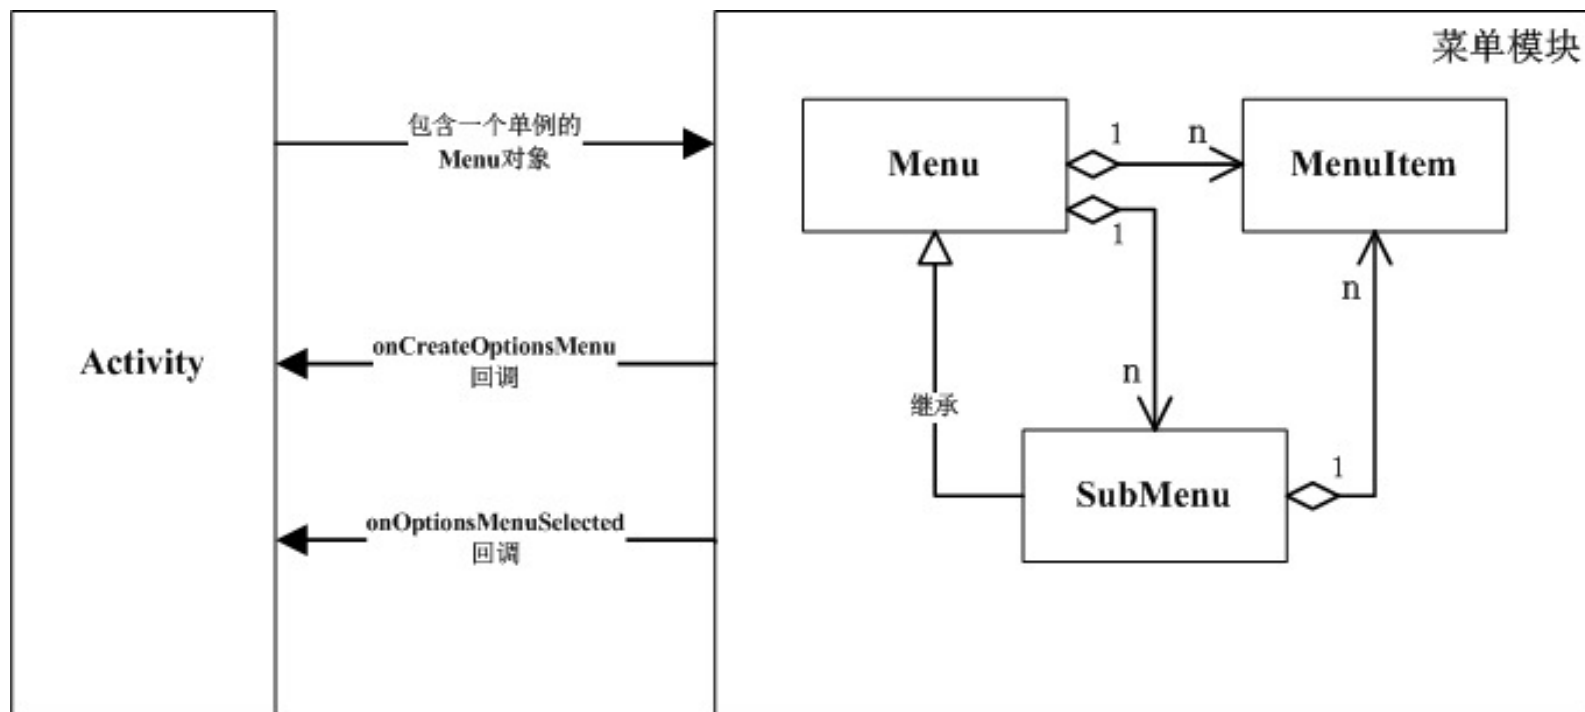 菜单模块
包含一个单例的
Menu对象
1
n
Menu
MenuItem
1
n
onCreateOptionsMenu
回调
Activity
n
继承
1
SubMenu
onOptionsMenuSelected
回调